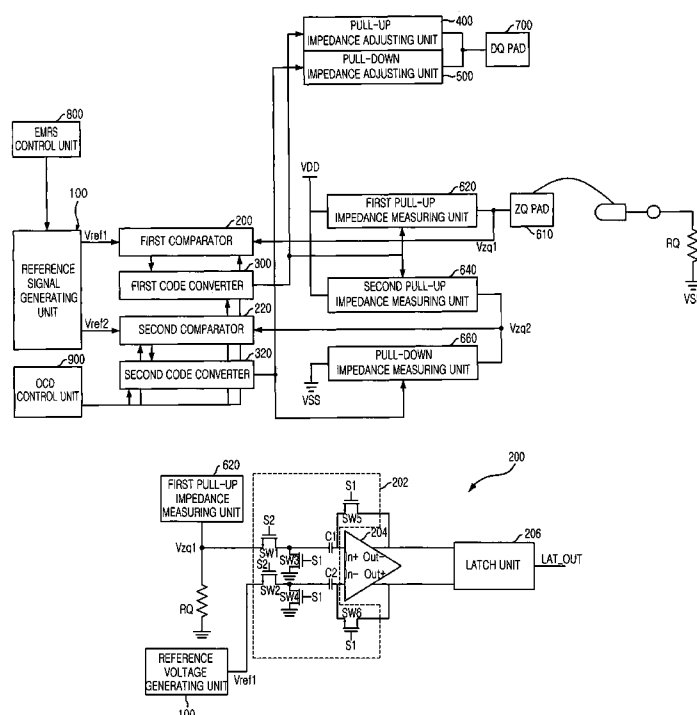 PULL-UP
IMPEDANCE ADJUSTING UNIT
400
PULL-DOWN
IMPEDANCE ADJUSTING UNIT
500
700
DQ PAD
800
EMRS
CONTROL UNIT
100
REFERENCE
SIGNAL
GENERATING
UNIT
Vref1
Vref2
200
FIRST COMPARATOR
300
FIRST CODE CONVERTER
220
SECOND COMPARATOR
320
SECOND CODE CONVERTER
900
OCD
CONTROL UNIT
VDD
620
FIRST PULL-UP
IMPEDANCE MEASURING UNIT
Vzq1
ZQ PAD
610
RQ
VS
640
SECOND PULL-UP
IMPEDANCE MEASURING UNIT
Vzq2
660
PULL-DOWN
IMPEDANCE MEASURING UNIT
VSS
620
FIRST PULL-UP
IMPEDANCE
MEASURING UNIT
Vzq1
RQ
REFERENCE
VOLTAGE
GENERATING UNIT
100
Vref1
200
202
S2
SW1
S2
SW2
SW3
S1
SW4
S1
C1
C2
S1
SW5
204
In+ Out-
In- Out+
SW6
S1
206
LATCH UNIT
LAT_OUT